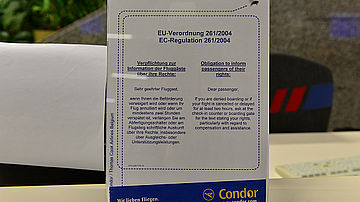 EU-Verordnung 261/2004
EC-Regulation 261/2004
Verpflichtung zur
Information der Fluggäste
über ihre Rechte:
Sehr geehrter Fluggast,
wenn Ihnen die Beförderung
verweigert wird oder wenn Ihr
Flug annulliert wird oder um
mindestens zwei Stunden
verspätet ist, verlangen Sie am
Abfertigungsschalter oder am
Flugsteig schriftliche Auskunft
über Ihre Rechte, insbesondere
über Ausgleichs- oder
Unterstützungsleistungen.
Obligation to inform
passengers of their
rights:
Dear passenger,
If you are denied boarding or if
your flight is cancelled or delayed
for at least two hours, ask at the
check-in counter or boarding gate
for the text stating your rights,
particularly with regard to
compensation and assistance.
Wir lieben Fliegen.
Condor